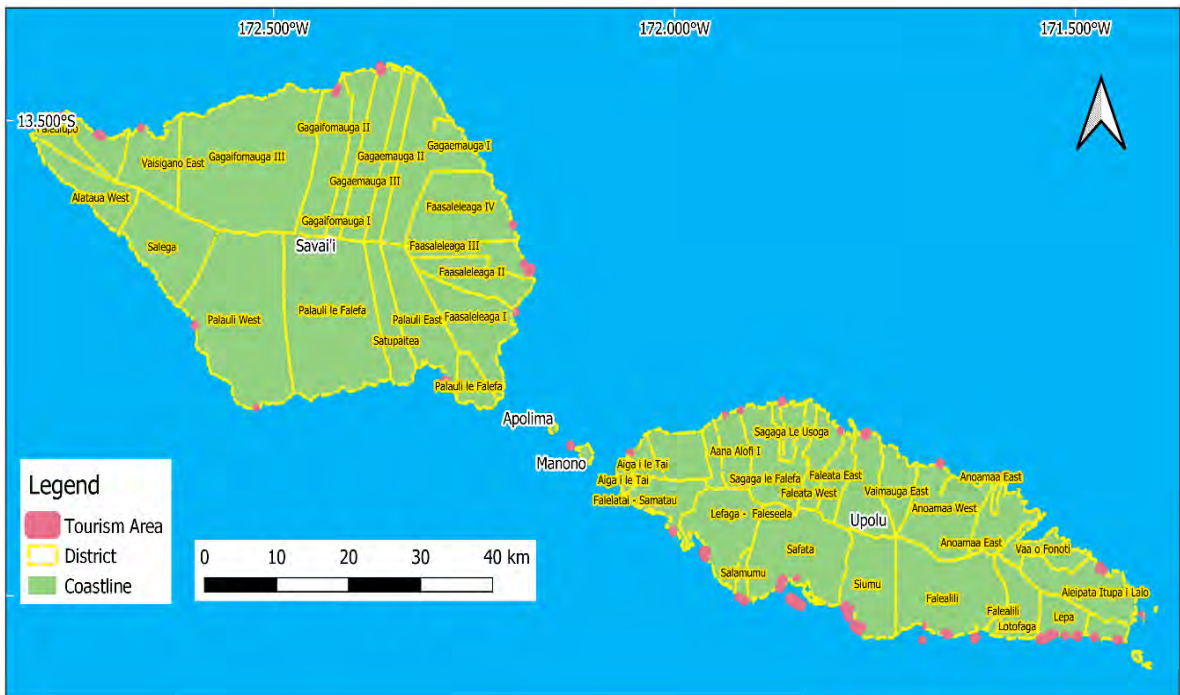 172.500°W
172.000°W
171.500°W
13.500°S
Gagaifomauga II
Gagaemauga I
Vaisigano East
Gagaifomauga III
Gagaemauga II
Gagaemauga III
Alataua West
Faasaleleaga IV
Gagaifomauga I
Salega
Savai'i
Faasaleleaga III
Faasaleleaga II
Palauli West
Palauli le Falefa
Palauli East
Faasaleleaga I
Satupaitea
Palauli le Falefa
Apolima
Manono
Sagaga Le Usoga
Aana Alofi I
Aiga i le Tai
Aiga i le Tai
Sagaga le Falefa
Faleata East
Anoamaa East
Faleata West
Vaimauga East
Falelatai - Samatau
Anoamaa West
Lefaga - Faleseela
Upolu
Anoamaa East
Safata
Vaa o Fonoti
Salamumu
Siumu
Aleipata Itupa i Lalo
Falealili
Falealili
Lotofaga
Lepa
Legend
Tourism Area
District
Coastline
0 10 20 30 40 km